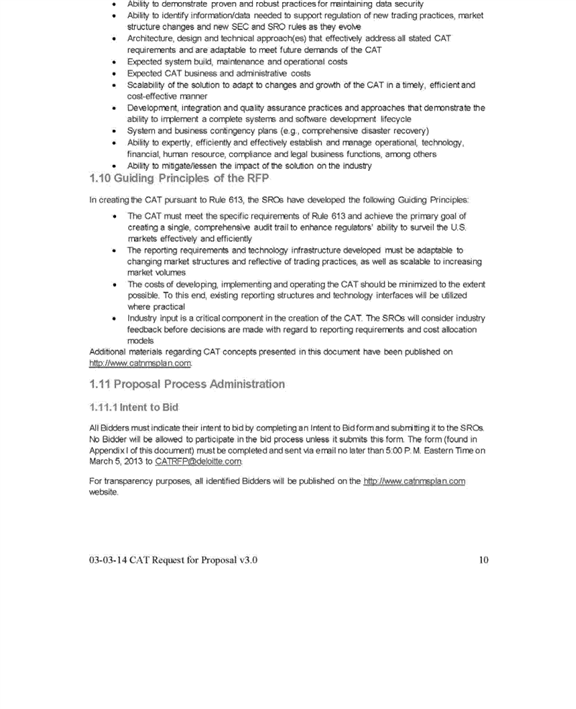 • Ability to demonstrate proven and robust practices for maintaining data security
• Ability to identify information/data needed to support regulation of new trading practices, market
structure changes and new SEC and SRO rules as they evolve
• Architecture, design and technical approach(es) that effectively address all stated CAT
requirements and are adaptable to meet future demands of the CAT
• Expected system build, maintenance and operational costs
• Expected CAT business and administrative costs
• Scalability of the solution to adapt to changes and growth of the CAT in a timely, efficient and
cost-effective manner
• Development, integration and quality assurance practices and approaches that demonstrate the
ability to implement a complete systems and software development lifecycle
• System and business contingency plans (e.g., comprehensive disaster recovery)
• Ability to expertly, efficiently and effectively establish and manage operational, technology,
financial, human resource, compliance and legal business functions, among others
• Ability to mitigate/lessen the impact of the solution on the industry
1.10 Guiding Principles of the RFP
In creating the CAT pursuant to Rule 613, the SROs have developed the following Guiding Principles:
• The CAT must meet the specific requirements of Rule 613 and achieve the primary goal of
creating a single, comprehensive audit trail to enhance regulators' ability to surveil the U.S.
markets effectively and efficiently
• The reporting requirements and technology infrastructure developed must be adaptable to
changing market structures and reflective of trading practices, as well as scalable to increasing
market volumes
• The costs of developing, implementing and operating the CAT should be minimized to the extent
possible. To this end, existing reporting structures and technology interfaces will be utilized
where practical
• Industry input is a critical component in the creation of the CAT. The SROs will consider industry
feedback before decisions are made with regard to reporting requirements and cost allocation
models
Additional materials regarding CAT concepts presented in this document have been published on
http://www.catnmsplan.com.
1.11 Proposal Process Administration
1.11.1 Intent to Bid
All Bidders must indicate their intent to bid by completing an Intent to Bid form and submitting it to the SROs.
No Bidder will be allowed to participate in the bid process unless it submits this form. The form (found in
Appendix I of this document) must be completed and sent via email no later than 5:00 P.M. Eastern Time on
March 5, 2013 to CATRFP@deloitte.com.
For transparency purposes, all identified Bidders will be published on the http://www.catnmsplan.com
website.
03-03-14 CAT Request for Proposal v3.0 10